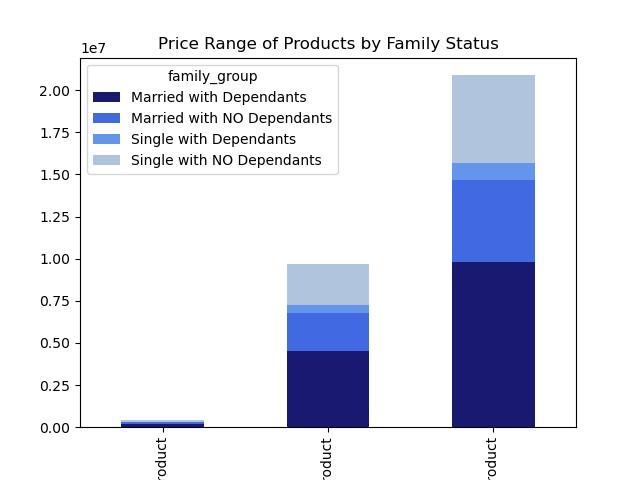 Price Range of Products by Family Status
1e7
family_group
Married with Dependants
Married with NO Dependants
Single with Dependants
Single with NO Dependants
2.00
1.75
1.50
1.25
1.00
0.75
0.50
0.25
0.00
roduct
roduct
roduct